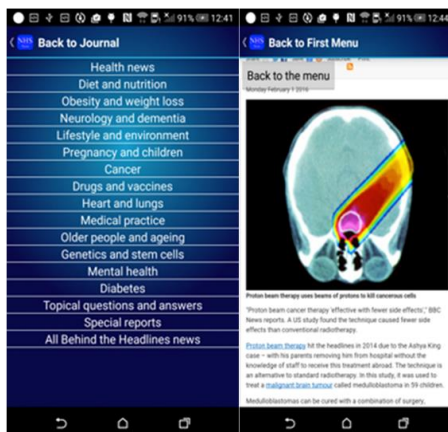 91% 12:41
NHS
Back to Journal
Health news
Diet and nutrition
Obesity and weight loss
Neurology and dementia
Lifestyle and environment
Pregnancy and children
Cancer
Drugs and vaccines
Heart and lungs
Medical practice
Older people and ageing
Genetics and stem cells
Mental health
Diabetes
Topical questions and answers
Special reports
All Behind the Headlines news
91% 12:44
NHS
Back to First Menu
Back to the menu
Monday February 1 2016
Proton beam therapy uses beams of protons to kill cancerous cells
"Proton beam cancer therapy 'effective with fewer side effects'," BBC
News reports. A US study found the technique caused fewer side
effects than conventional radiotherapy.
Proton beam therapy hit the headlines in 2014 due to the Ashya King
case – with his parents removing him from hospital without the
knowledge of staff to receive this treatment abroad. The technique is
an alternative to standard radiotherapy. In this study, it was used to
treat a malignant brain tumour called medulloblastoma in 59 children.
Medulloblastomas can be cured with a combination of surgery,